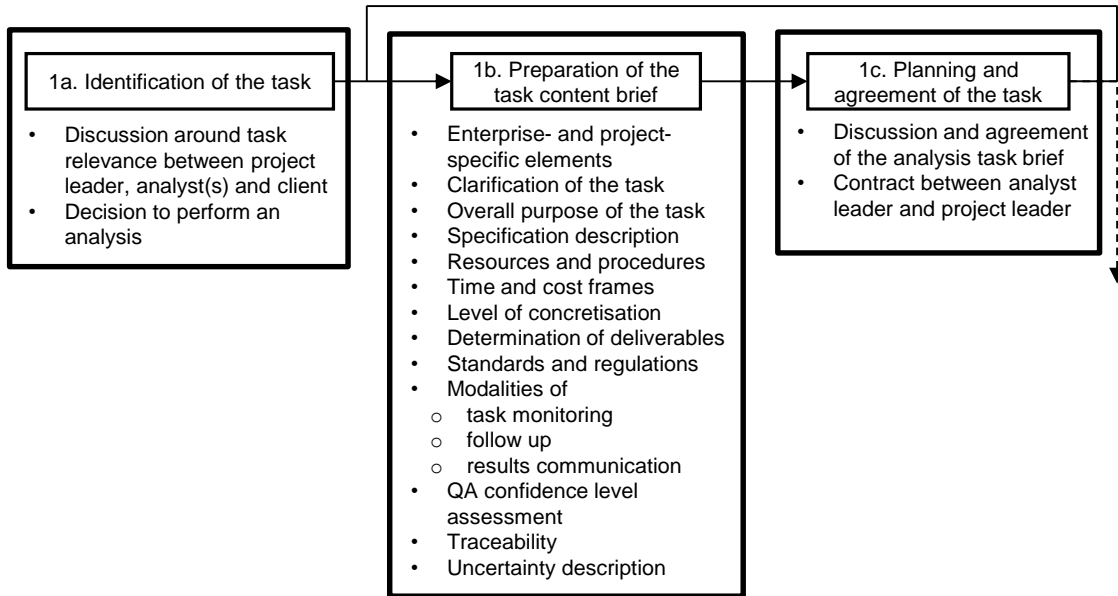 1a. Identification of the task
• Discussion around task
relevance between project
leader, analyst(s) and client
• Decision to perform an
analysis
1b. Preparation of the
task content brief
• Enterprise- and project-
specific elements
• Clarification of the task
• Overall purpose of the task
• Specification description
• Resources and procedures
• Time and cost frames
• Level of concretisation
• Determination of deliverables
• Standards and regulations
• Modalities of
o task monitoring
o follow up
o results communication
• QA confidence level
assessment
• Traceability
• Uncertainty description
1c. Planning and
agreement of the task
• Discussion and agreement
of the analysis task brief
• Contract between analyst
leader and project leader